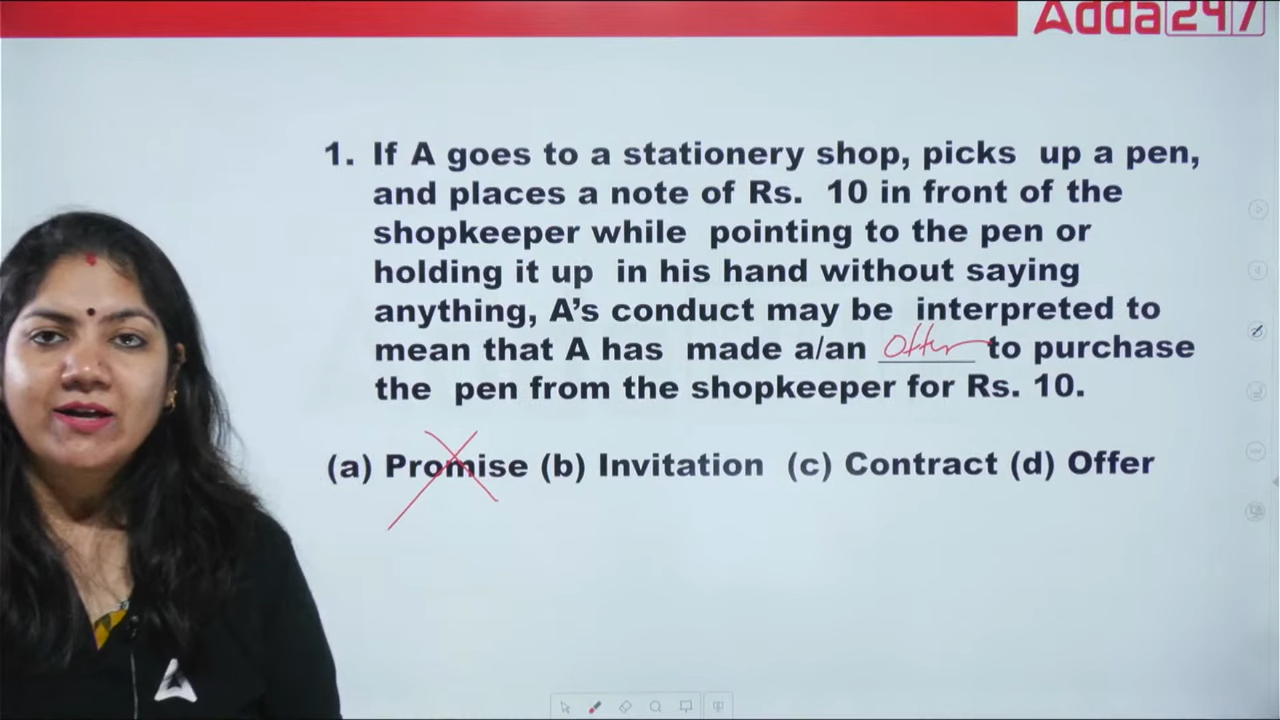 Adda247
1. If A goes to a stationery shop, picks up a pen,
and places a note of Rs. 10 in front of the
shopkeeper while pointing to the pen or
holding it up in his hand without saying
anything, A's conduct may be interpreted to
mean that A has made a/an Offer to purchase
the pen from the shopkeeper for Rs. 10.
(a) Promise (b) Invitation (c) Contract (d) Offer